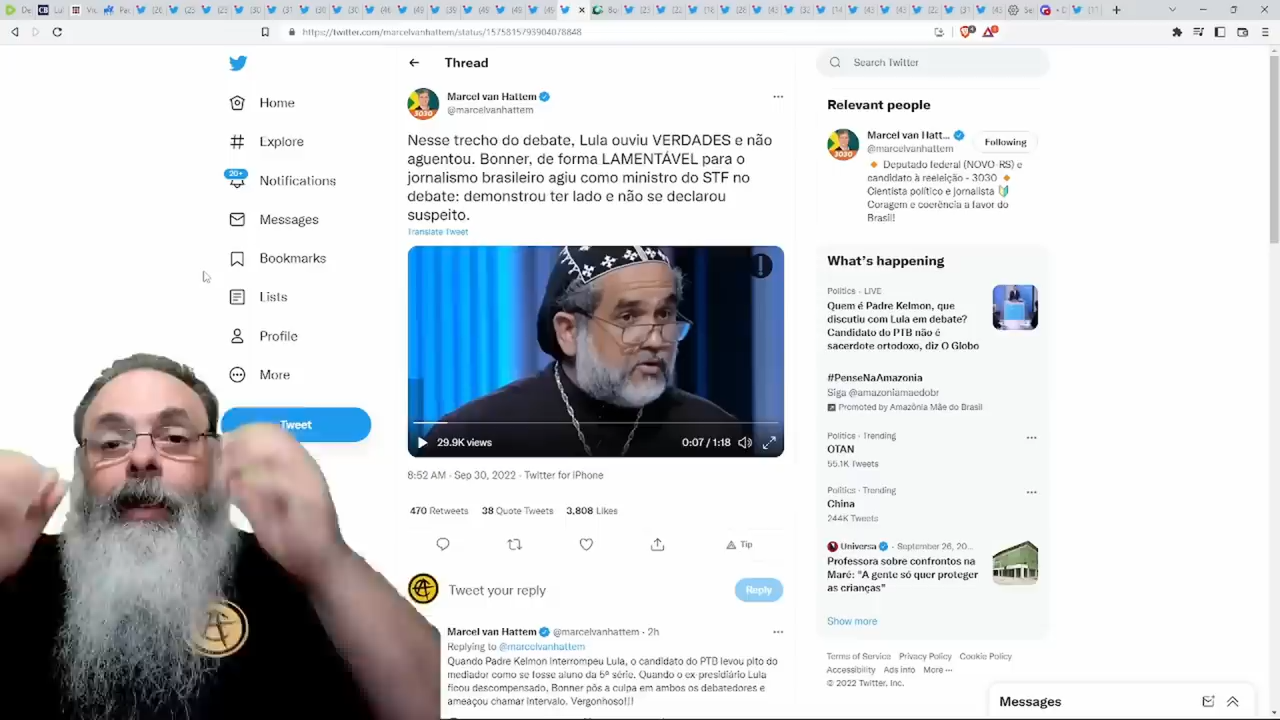 https://twitter.com/marcelvanhattem/status/1575815793904078848
Home
Explore
20+
Notifications
Messages
Bookmarks
Lists
Profile
More
Tweet
Thread
Marcel van Hattem
@marcelvanhattem
Nesse trecho do debate, Lula ouviu VERDADES e não
aguentou. Bonner, de forma LAMENTÁVEL para o
jornalismo brasileiro agiu como ministro do STF no
debate: demonstrou ter lado e não se declarou
suspeito.
Translate Tweet
29.9K views
0:07 / 1:18
8:52 AM · Sep 30, 2022 · Twitter for iPhone
470 Retweets 38 Quote Tweets 3,808 Likes
Tip
Tweet your reply
Reply
Marcel van Hattem @marcelvanhattem · 2h
Replying to @marcelvanhattem
Quando Padre Kelmon interrompeu Lula, o candidato do PTB levou pito do
mediador como se fosse aluno da 5ª série. Quando o ex-presidiário Lula
ficou descompensado, Bonner pôs a culpa em ambos os debatedores e
ameaçou chamar intervalo. Vergonhoso!!!
Search Twitter
Relevant people
Marcel van Hatt...
@marcelvanhattem
Following
Deputado federal (NOVO-RS) e
candidato à reeleição - 3030
Cientista político e jornalista
Coragem e coerência a favor do
Brasil!
What's happening
Politics · LIVE
Quem é Padre Kelmon, que
discutiu com Lula em debate?
Candidato do PTB não é
sacerdote ortodoxo, diz O Globo
#PenseNaAmazonia
Siga @amazoniamaedobr
Promoted by Amazônia Mãe do Brasil
Politics · Trending
OTAN
55.1K Tweets
Politics · Trending
China
244K Tweets
Universa · September 26, 20...
Professora sobre confrontos na
Maré: "A gente só quer proteger
as crianças"
Show more
Terms of Service Privacy Policy Cookie Policy
Accessibility Ads info More
© 2022 Twitter, Inc.
Messages